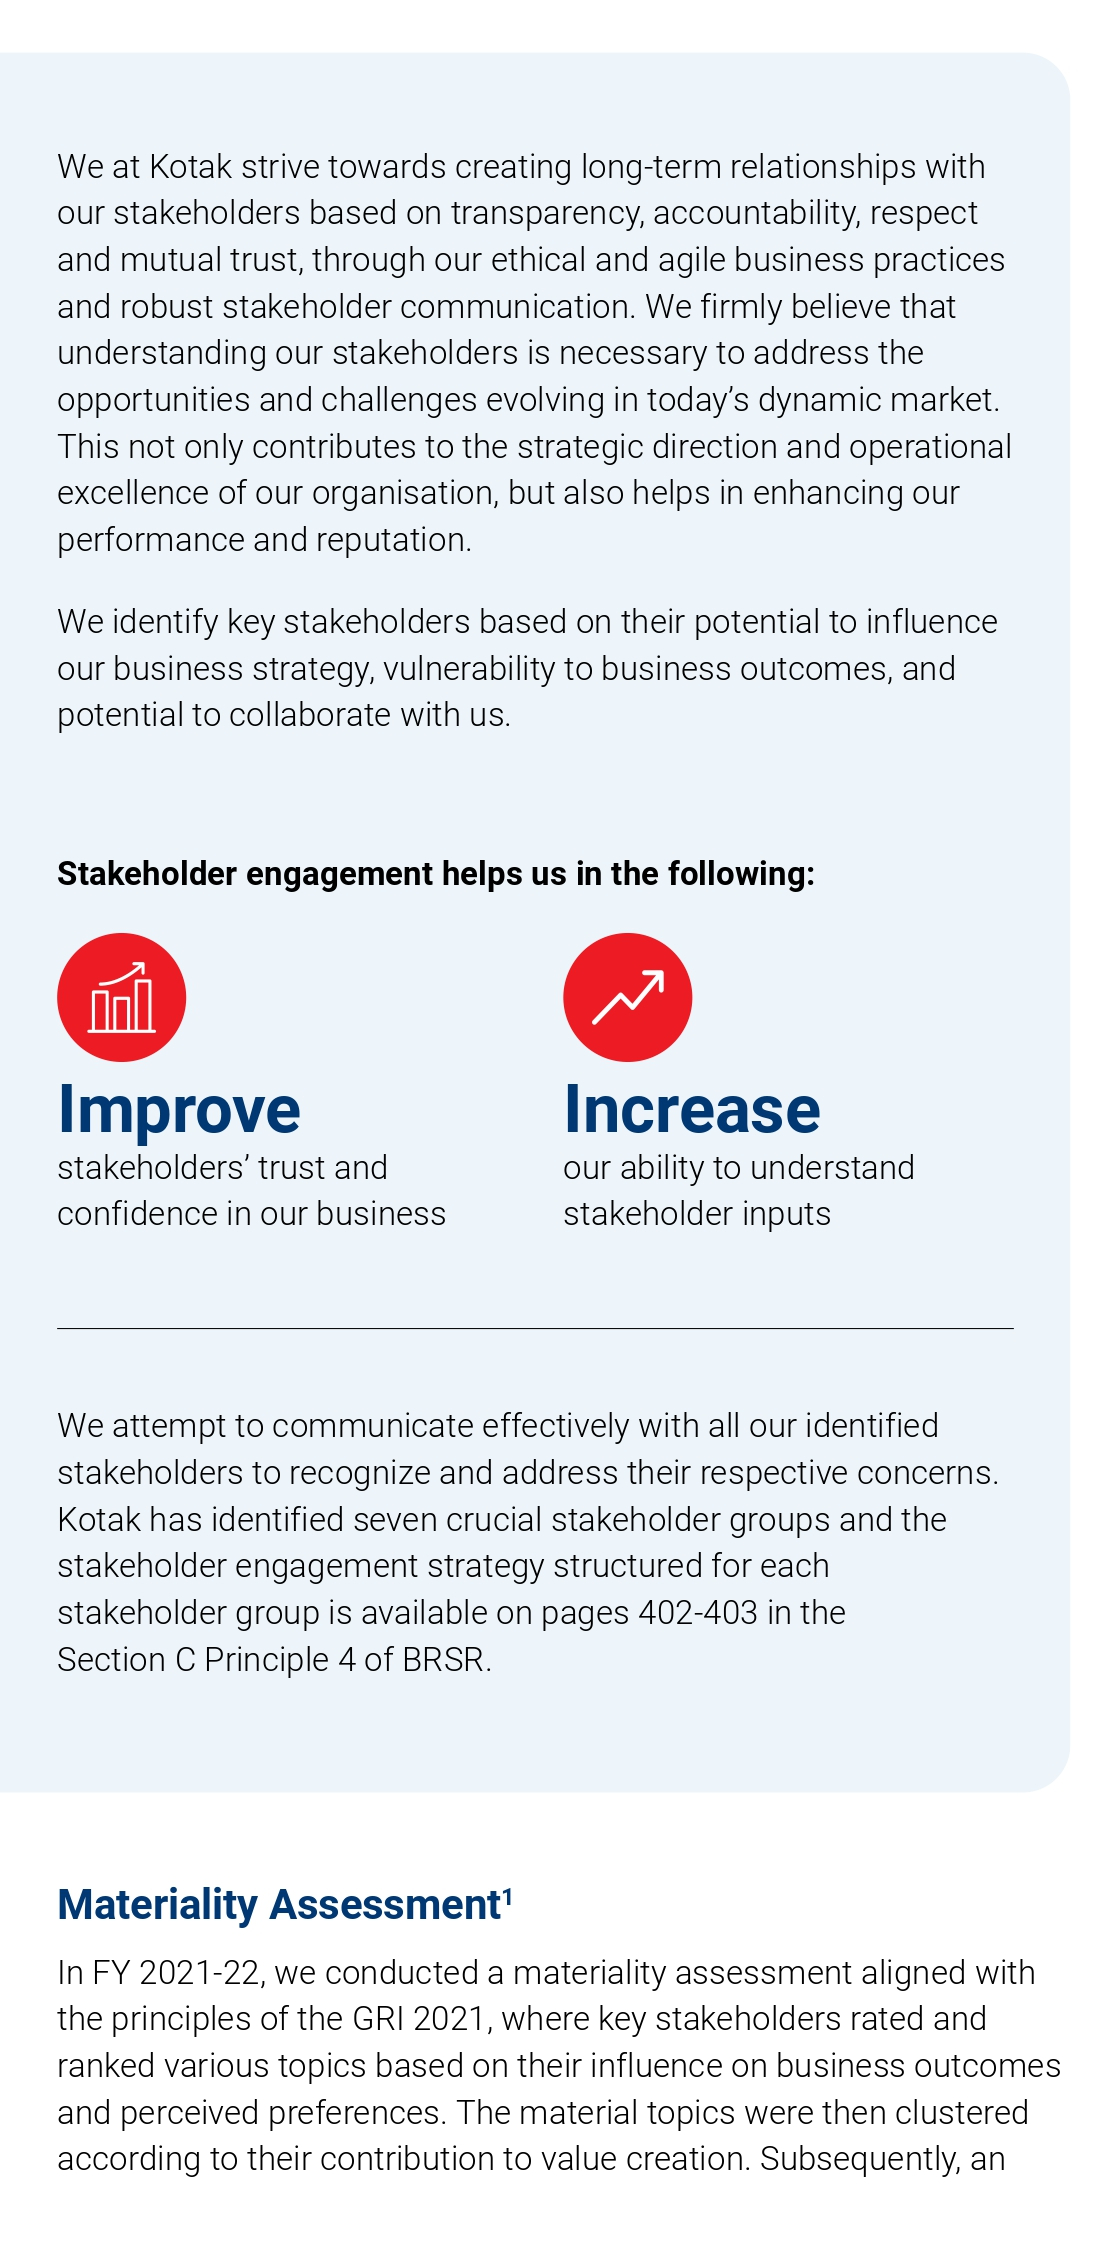 We at Kotak strive towards creating long-term relationships with
our stakeholders based on transparency, accountability, respect
and mutual trust, through our ethical and agile business practices
and robust stakeholder communication. We firmly believe that
understanding our stakeholders is necessary to address the
opportunities and challenges evolving in today’s dynamic market.
This not only contributes to the strategic direction and operational
excellence of our organisation, but also helps in enhancing our
performance and reputation.
We identify key stakeholders based on their potential to influence
our business strategy, vulnerability to business outcomes, and
potential to collaborate with us.
Stakeholder engagement helps us in the following:
Improve
stakeholders’ trust and
confidence in our business
Increase
our ability to understand
stakeholder inputs
We attempt to communicate effectively with all our identified
stakeholders to recognize and address their respective concerns.
Kotak has identified seven crucial stakeholder groups and the
stakeholder engagement strategy structured for each
stakeholder group is available on pages 402-403 in the
Section C Principle 4 of BRSR.
Materiality Assessment¹
In FY 2021-22, we conducted a materiality assessment aligned with
the principles of the GRI 2021, where key stakeholders rated and
ranked various topics based on their influence on business outcomes
and perceived preferences. The material topics were then clustered
according to their contribution to value creation. Subsequently, an